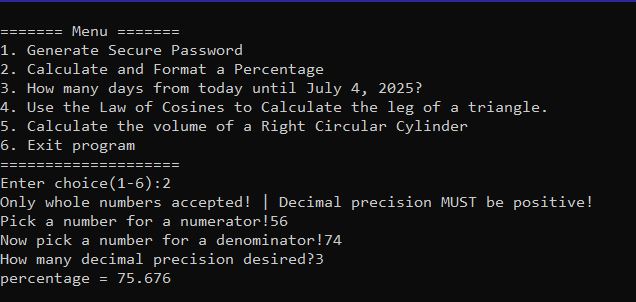 ======= Menu =======
1. Generate Secure Password
2. Calculate and Format a Percentage
3. How many days from today until July 4, 2025?
4. Use the Law of Cosines to Calculate the leg of a triangle.
5. Calculate the volume of a Right Circular Cylinder
6. Exit program
====================
Enter choice(1-6):2
Only whole numbers accepted! | Decimal precision MUST be positive!
Pick a number for a numerator!56
Now pick a number for a denominator!74
How many decimal precision desired?3
percentage = 75.676